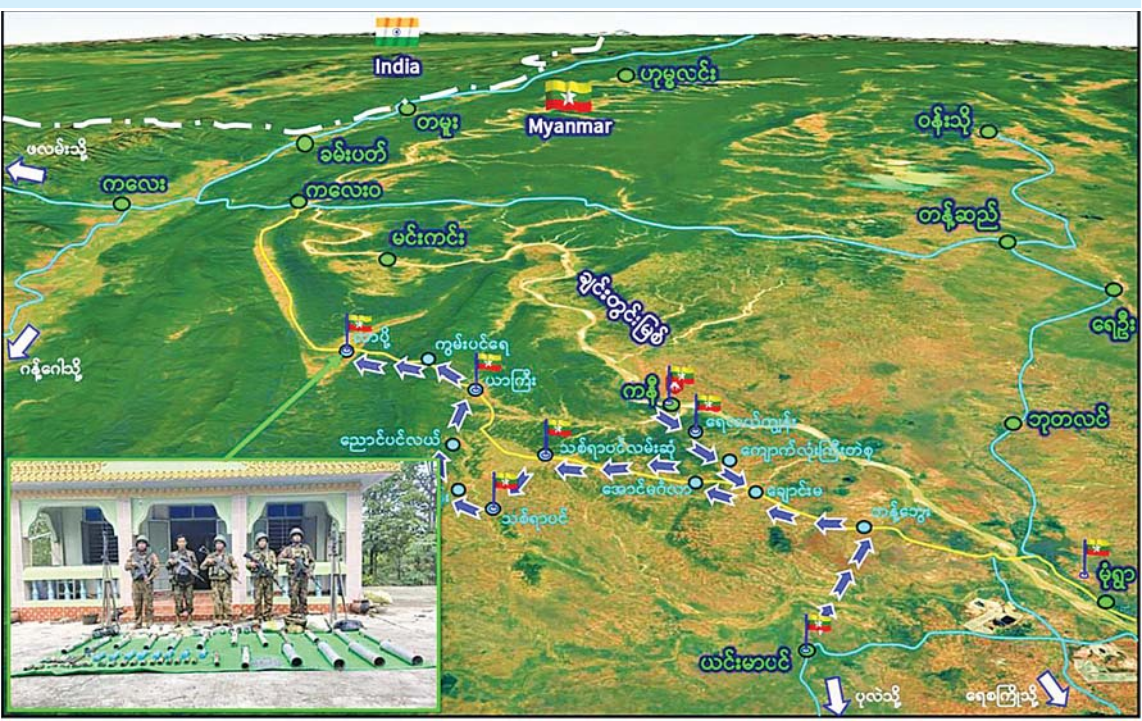 India
ဟုမ္မလင်း
Myanmar
တမူး
ဝန်းသို
ဖလမ်းသို့
ခမ်းပတ်
ကလေး
ကလေးဝ
တန့်ဆည်
မင်းကင်း
ချင်းတွင်းမြစ်
ရေဦး
ဂန့်ဂေါသို့
ကွမ်းပင်ရေ
ယာကြီး
ကနီ
ဘုတလင်
ညောင်ပင်လယ်
သစ်ရာပင်လမ်းဆုံ
ကျောက်လုံးကြီးတဲစု
အောင်မင်္ဂလာ
ချောင်းမ
သစ်ရာပင်
ဘန့်ဘွေး
မုံရွာ
ယင်းမာပင်
ပုလဲသို့
ရေစကြိုသို့